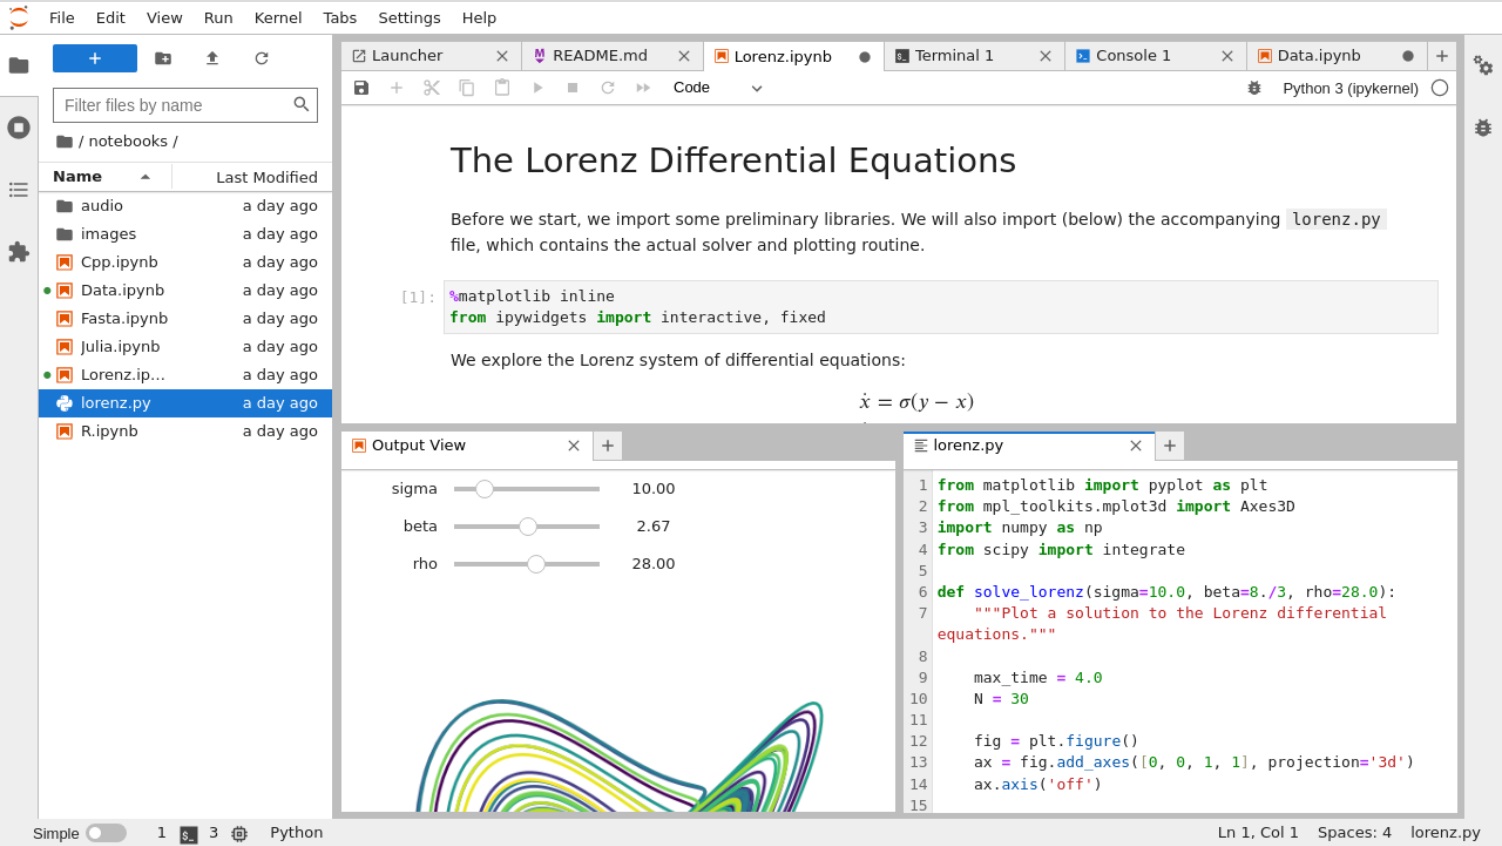 File Edit View Run Kernel Tabs Settings Help
+
Filter files by name
/ notebooks /
Name Last Modified
audio a day ago
images a day ago
Cpp.ipynb a day ago
Data.ipynb a day ago
Fasta.ipynb a day ago
Julia.ipynb a day ago
Lorenz.ip... a day ago
lorenz.py a day ago
R.ipynb a day ago
Launcher README.md Lorenz.ipynb Terminal 1 Console 1 Data.ipynb
Code Python 3 (ipykernel)
The Lorenz Differential Equations
Before we start, we import some preliminary libraries. We will also import (below) the accompanying lorenz.py
file, which contains the actual solver and plotting routine.
[1]: %matplotlib inline
from ipywidgets import interactive, fixed
We explore the Lorenz system of differential equations:
ẋ = σ(y − x)
Output View
sigma 10.00
beta 2.67
rho 28.00
lorenz.py
1 from matplotlib import pyplot as plt
2 from mpl_toolkits.mplot3d import Axes3D
3 import numpy as np
4 from scipy import integrate
5
6 def solve_lorenz(sigma=10.0, beta=8./3, rho=28.0):
7     """Plot a solution to the Lorenz differential
equations."""
8
9     max_time = 4.0
10     N = 30
11
12     fig = plt.figure()
13     ax = fig.add_axes([0, 0, 1, 1], projection='3d')
14     ax.axis('off')
15
Simple 1 3 Python Ln 1, Col 1 Spaces: 4 lorenz.py